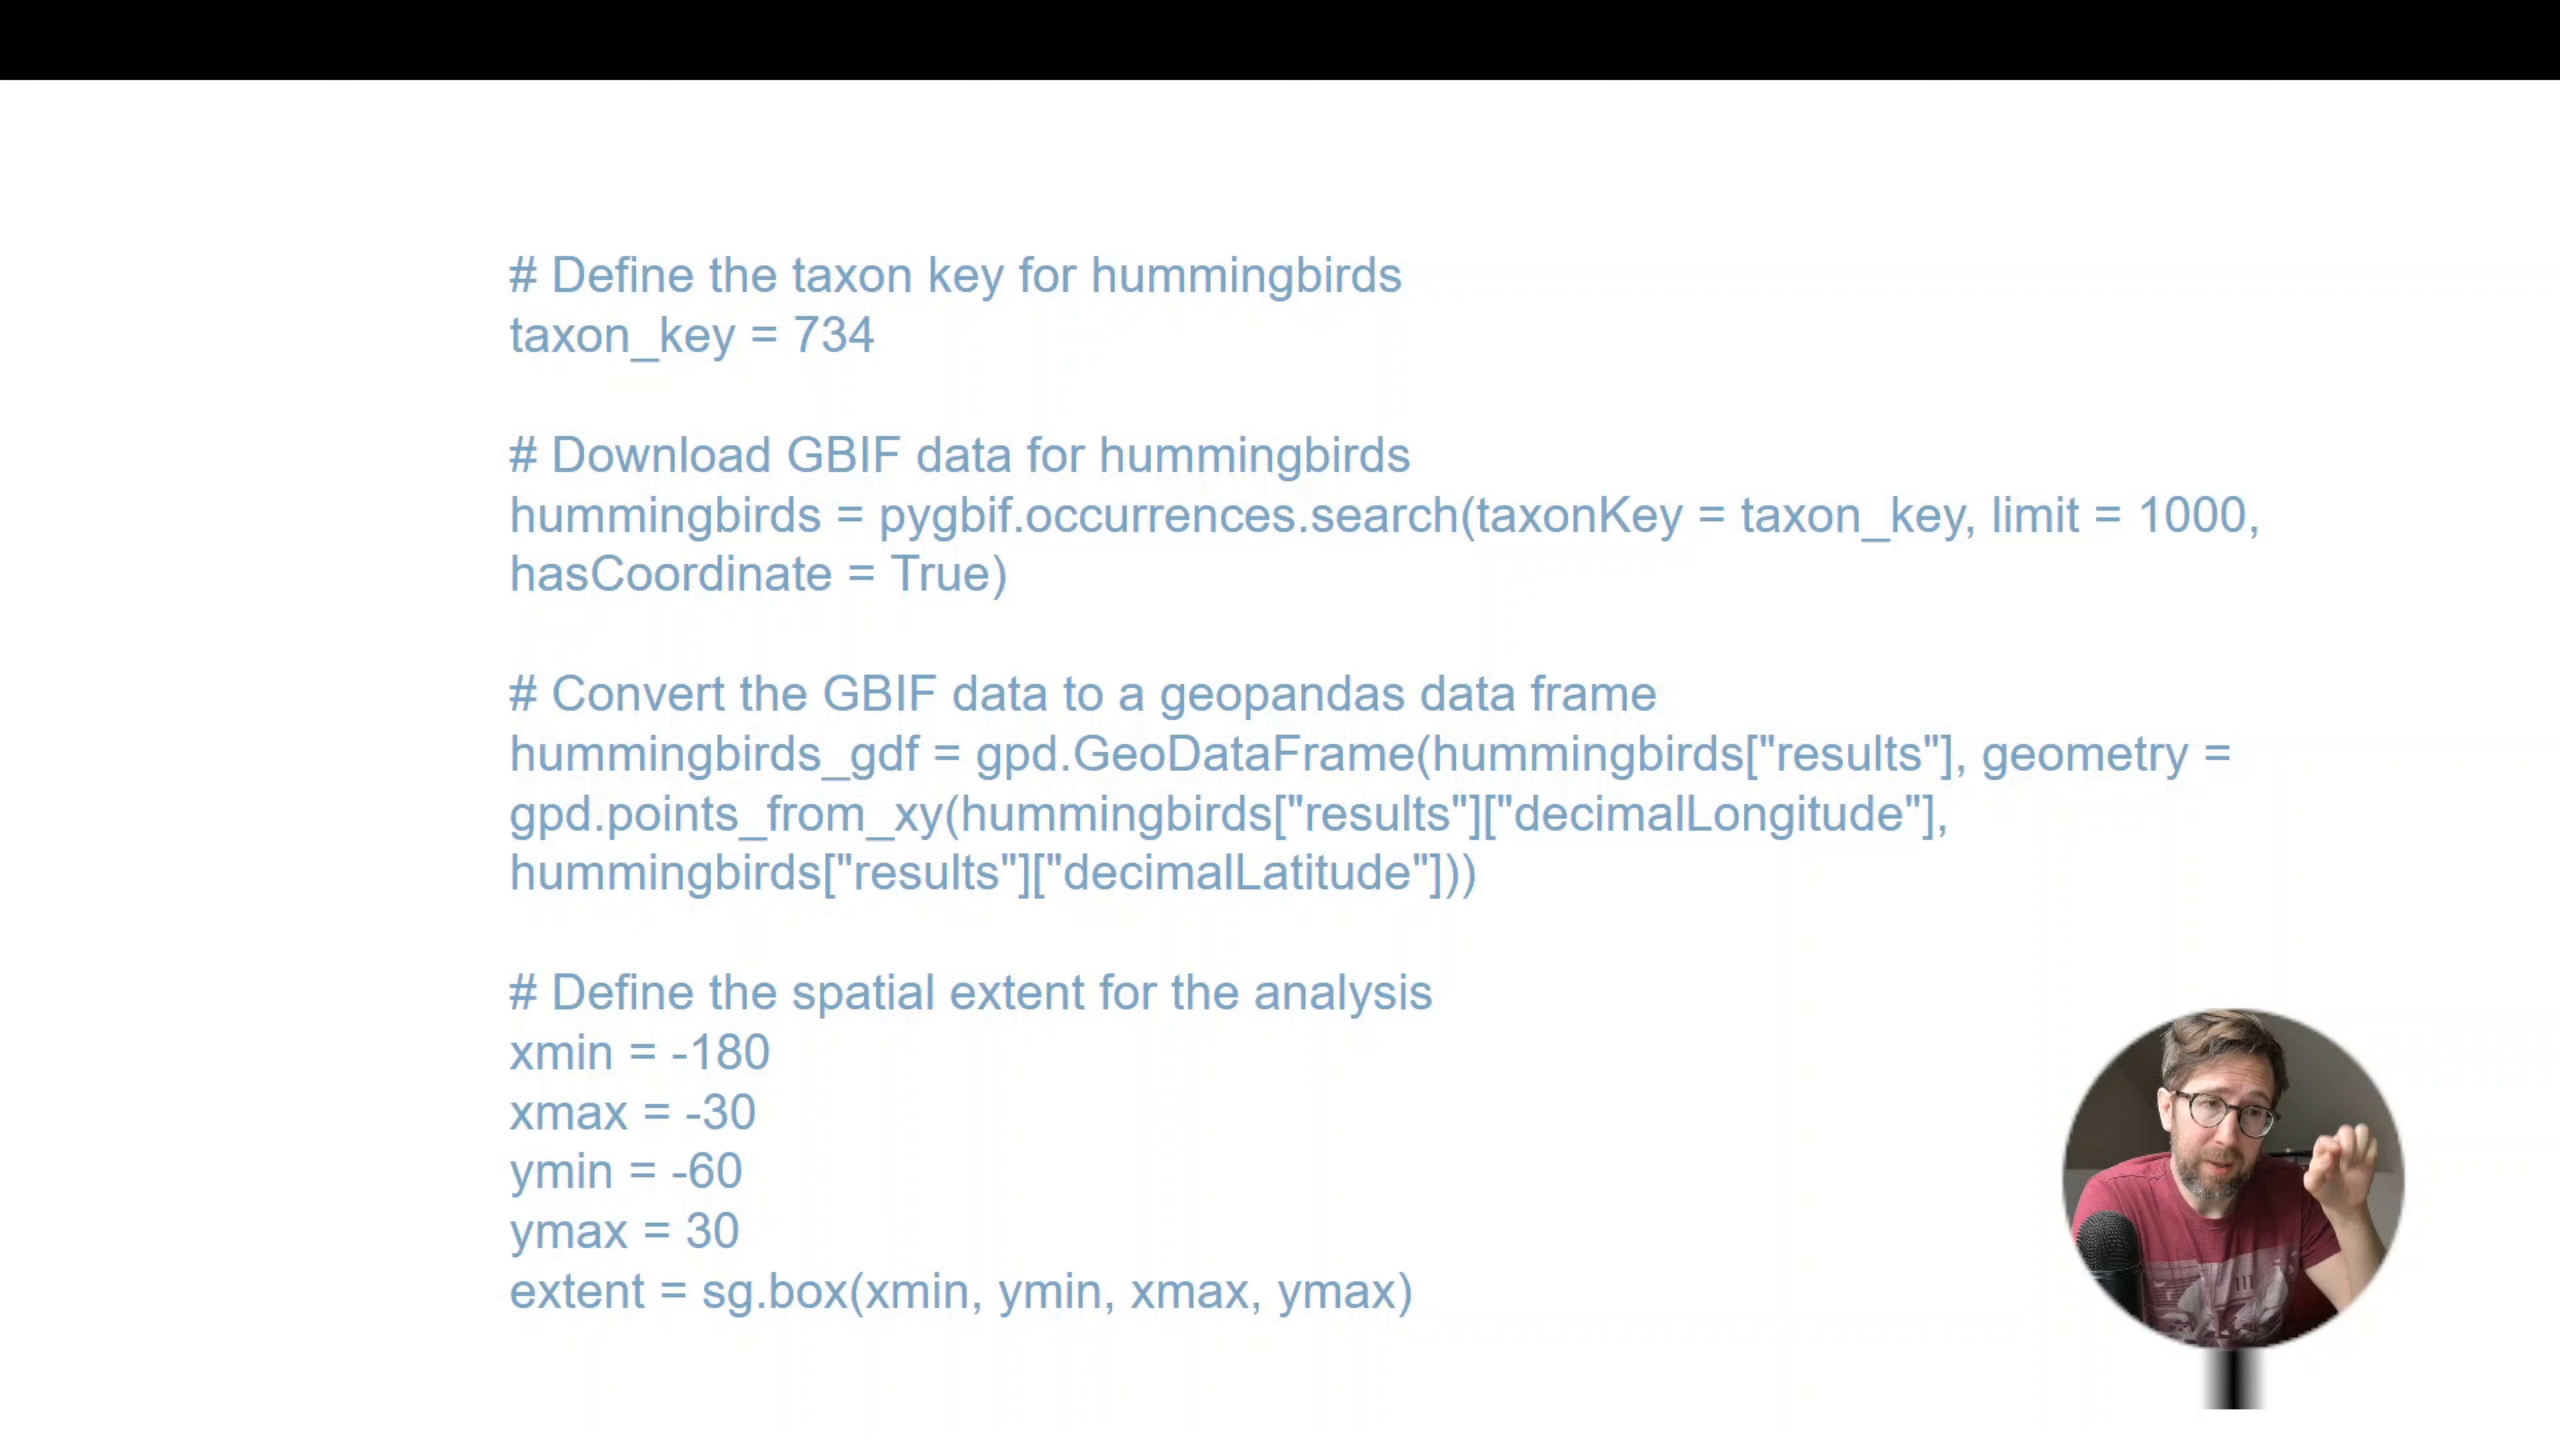 # Define the taxon key for hummingbirds
taxon_key = 734
# Download GBIF data for hummingbirds
hummingbirds = pygbif.occurrences.search(taxonKey = taxon_key, limit = 1000,
hasCoordinate = True)
# Convert the GBIF data to a geopandas data frame
hummingbirds_gdf = gpd.GeoDataFrame(hummingbirds["results"], geometry =
gpd.points_from_xy(hummingbirds["results"]["decimalLongitude"],
hummingbirds["results"]["decimalLatitude"]))
# Define the spatial extent for the analysis
xmin = -180
xmax = -30
ymin = -60
ymax = 30
extent = sg.box(xmin, ymin, xmax, ymax)